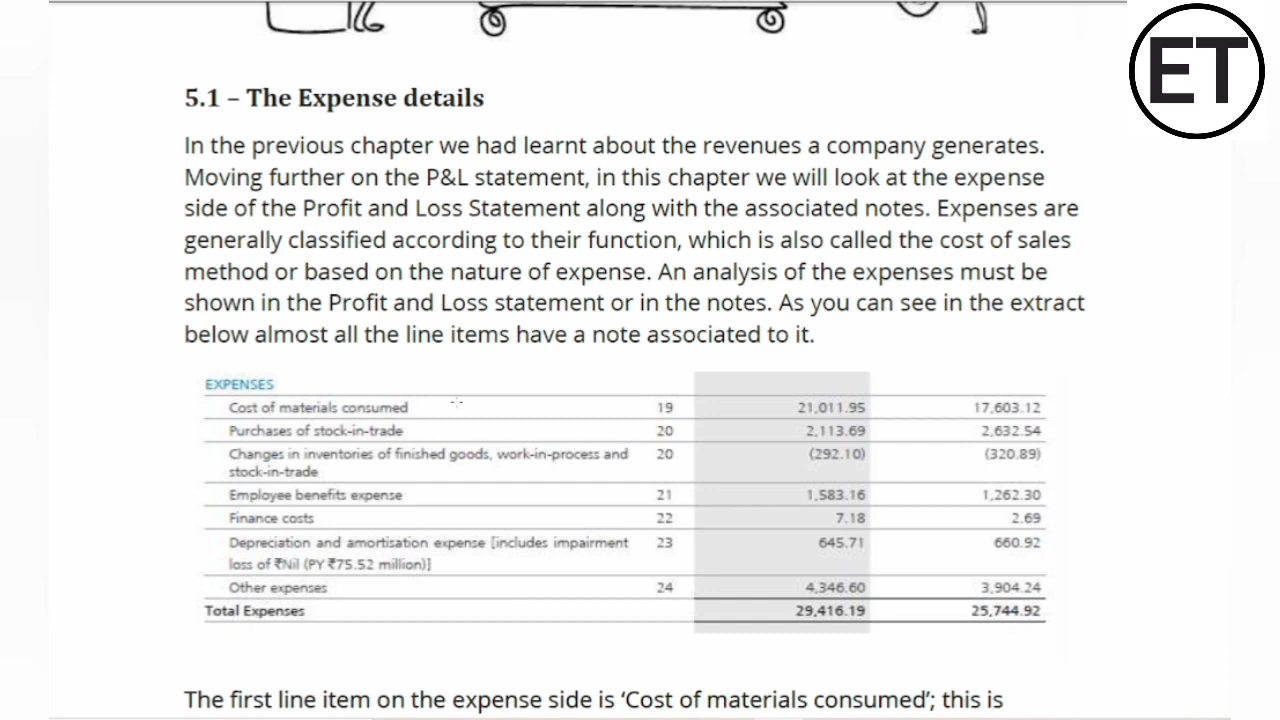 ET
5.1 – The Expense details
In the previous chapter we had learnt about the revenues a company generates.
Moving further on the P&L statement, in this chapter we will look at the expense
side of the Profit and Loss Statement along with the associated notes. Expenses are
generally classified according to their function, which is also called the cost of sales
method or based on the nature of expense. An analysis of the expenses must be
shown in the Profit and Loss statement or in the notes. As you can see in the extract
below almost all the line items have a note associated to it.
EXPENSES
Cost of materials consumed 19 21,011.95 17,603.12
Purchases of stock-in-trade 20 2,113.69 2,632.54
Changes in inventories of finished goods, work-in-process and 20 (292.10) (320.89)
stock-in-trade
Employee benefits expense 21 1,583.16 1,262.30
Finance costs 22 7.18 2.69
Depreciation and amortisation expense [includes impairment 23 645.71 660.92
loss of ₹Nil (PY ₹75.52 million)]
Other expenses 24 4,346.60 3,904.24
Total Expenses 29,416.19 25,744.92
The first line item on the expense side is ‘Cost of materials consumed’; this is